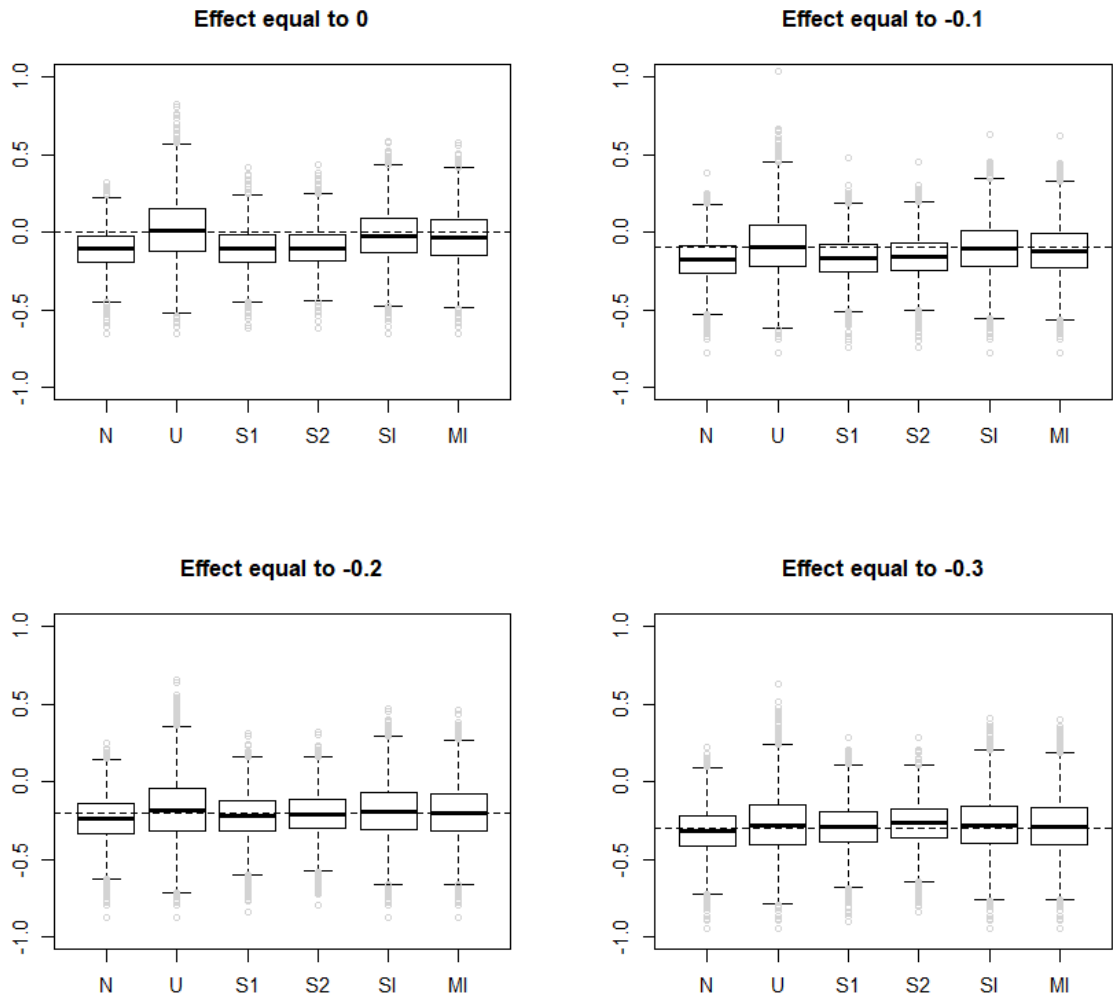 Effect equal to 0
1.0
0.5
0.0
-0.5
-1.0
N U S1 S2 SI MI
Effect equal to -0.1
1.0
0.5
0.0
-0.5
-1.0
N U S1 S2 SI MI
Effect equal to -0.2
1.0
0.5
0.0
-0.5
-1.0
N U S1 S2 SI MI
Effect equal to -0.3
1.0
0.5
0.0
-0.5
-1.0
N U S1 S2 SI MI